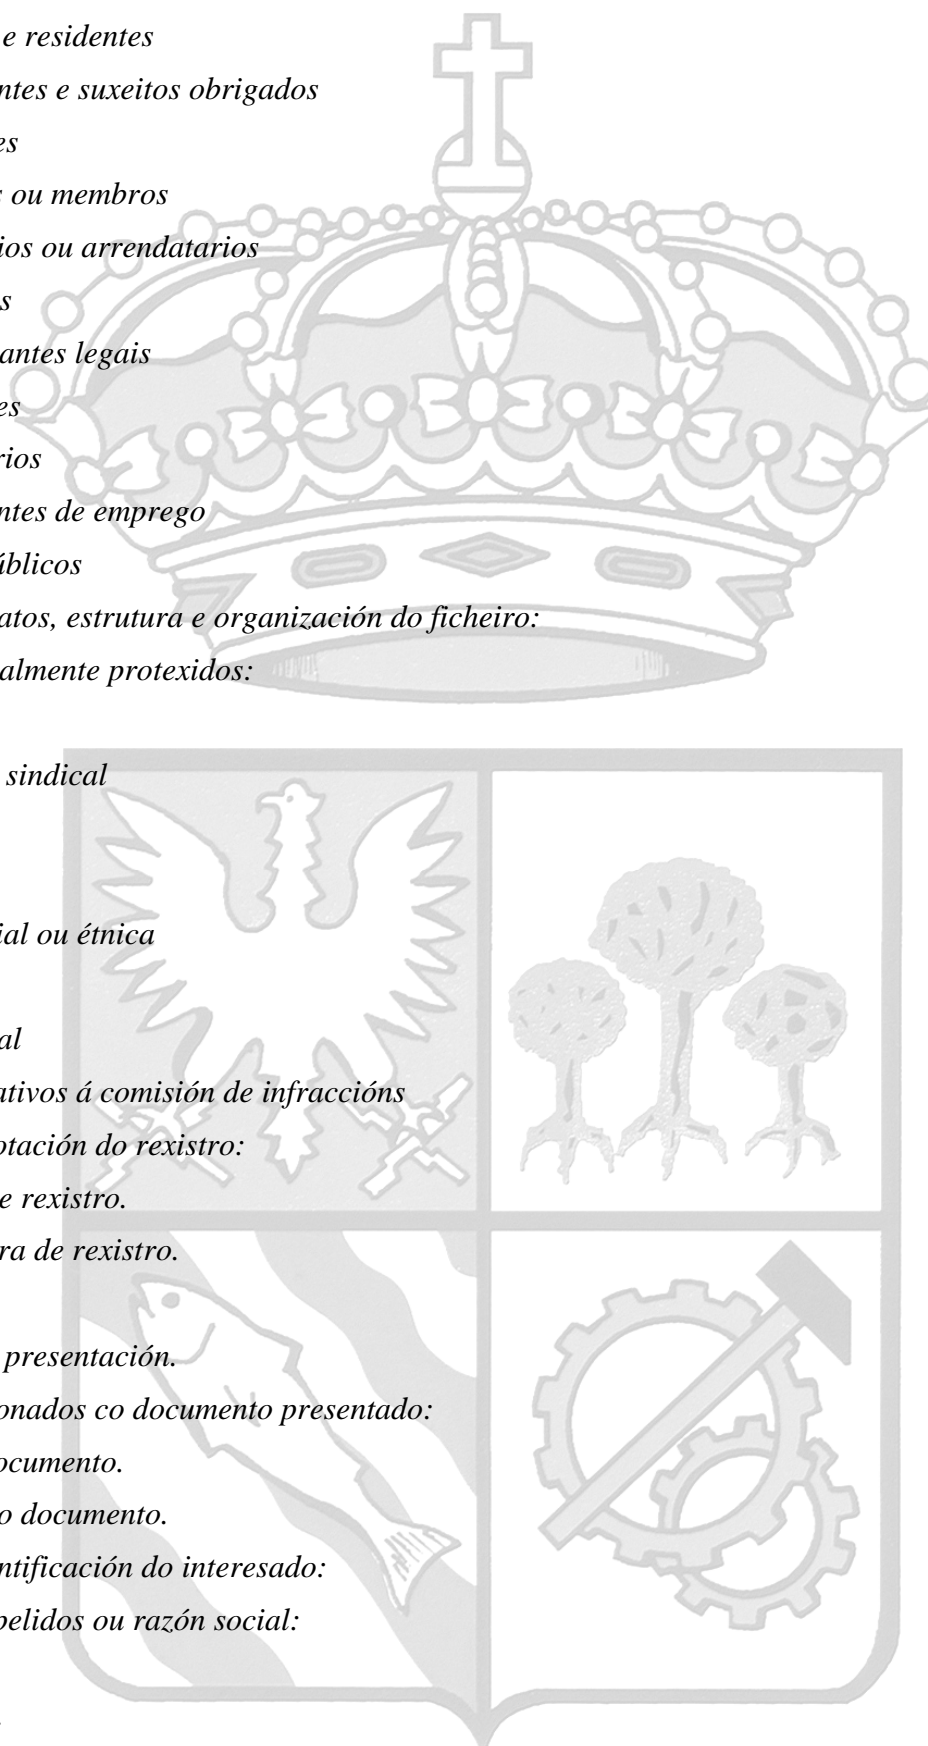 e residentes
ntes e suxeitos obrigados
es
s ou membros
ios ou arrendatarios
s
antes legais
es
rios
ntes de emprego
úblicos
atos, estrutura e organización do ficheiro:
almente protexidos:
sindical
ial ou étnica
al
ativos á comisión de infraccións
otación do rexistro:
e rexistro.
ra de rexistro.
presentación.
onados co documento presentado:
ocumento.
o documento.
ntificación do interesado:
pelidos ou razón social:
.